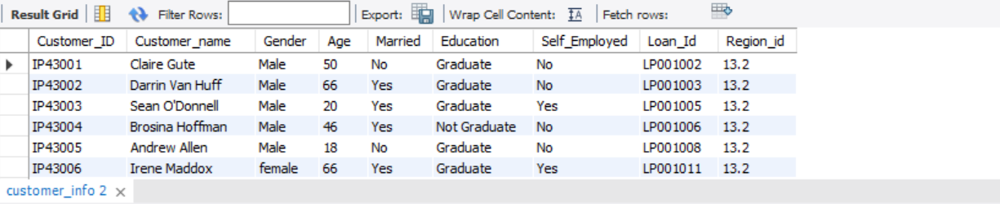 Result Grid Filter Rows: Export: Wrap Cell Content: Fetch rows:
Customer_ID Customer_name Gender Age Married Education Self_Employed Loan_Id Region_id
IP43001 Claire Gute Male 50 No Graduate No LP001002 13.2
IP43002 Darrin Van Huff Male 66 Yes Graduate No LP001003 13.2
IP43003 Sean O'Donnell Male 20 Yes Graduate Yes LP001005 13.2
IP43004 Brosina Hoffman Male 46 Yes Not Graduate No LP001006 13.2
IP43005 Andrew Allen Male 18 No Graduate No LP001008 13.2
IP43006 Irene Maddox female 66 Yes Graduate Yes LP001011 13.2
customer_info 2